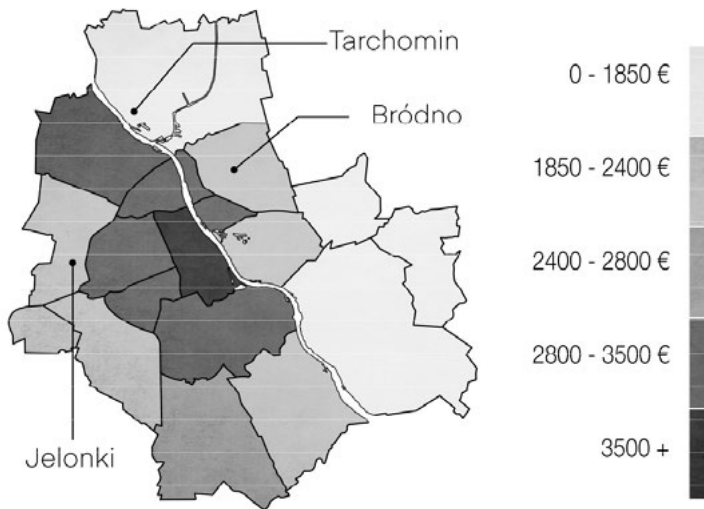 Tarchomin
Bródno
Jelonki
0 - 1850 €
1850 - 2400 €
2400 - 2800 €
2800 - 3500 €
3500 +